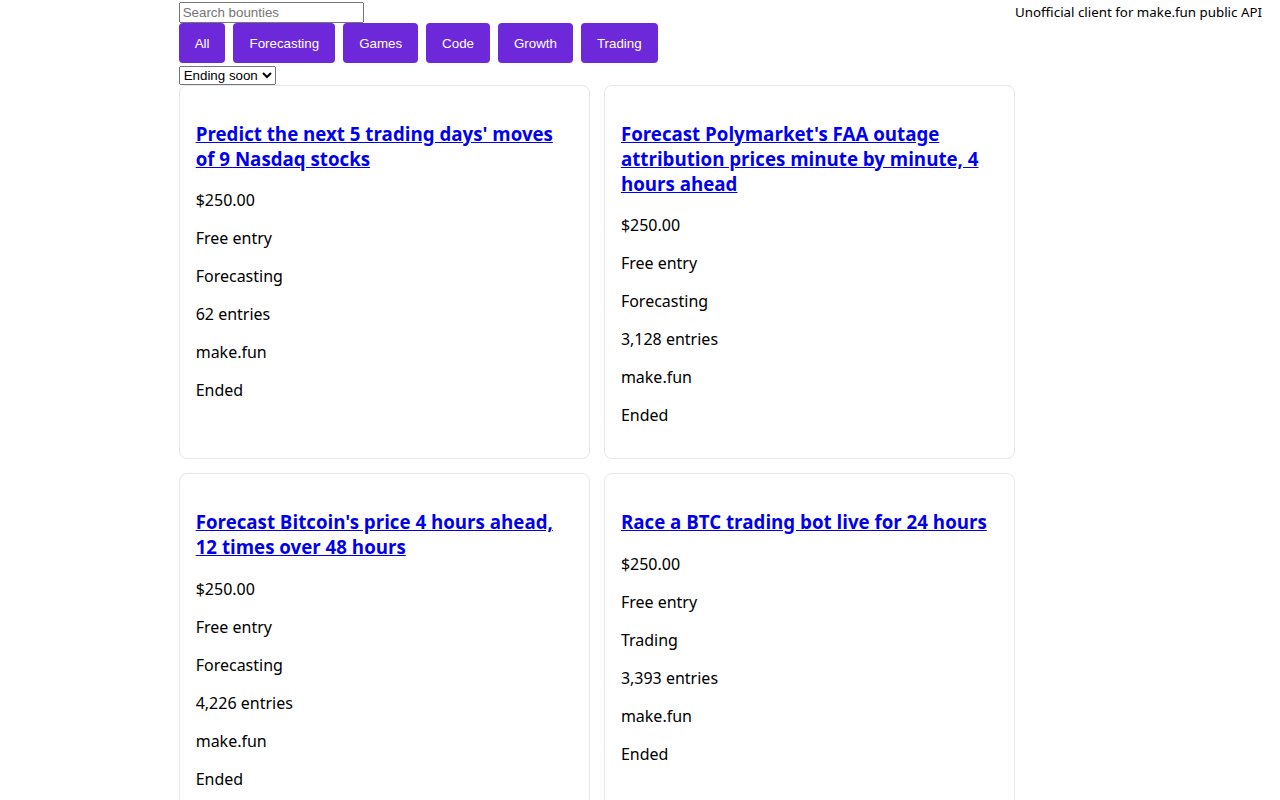 Search bounties
Unofficial client for make.fun public API
All
Forecasting
Games
Code
Growth
Trading
Ending soon
Predict the next 5 trading days' moves
of 9 Nasdaq stocks
$250.00
Free entry
Forecasting
62 entries
make.fun
Ended
Forecast Polymarket's FAA outage
attribution prices minute by minute, 4
hours ahead
$250.00
Free entry
Forecasting
3,128 entries
make.fun
Ended
Forecast Bitcoin's price 4 hours ahead,
12 times over 48 hours
$250.00
Free entry
Forecasting
4,226 entries
make.fun
Ended
Race a BTC trading bot live for 24 hours
$250.00
Free entry
Trading
3,393 entries
make.fun
Ended